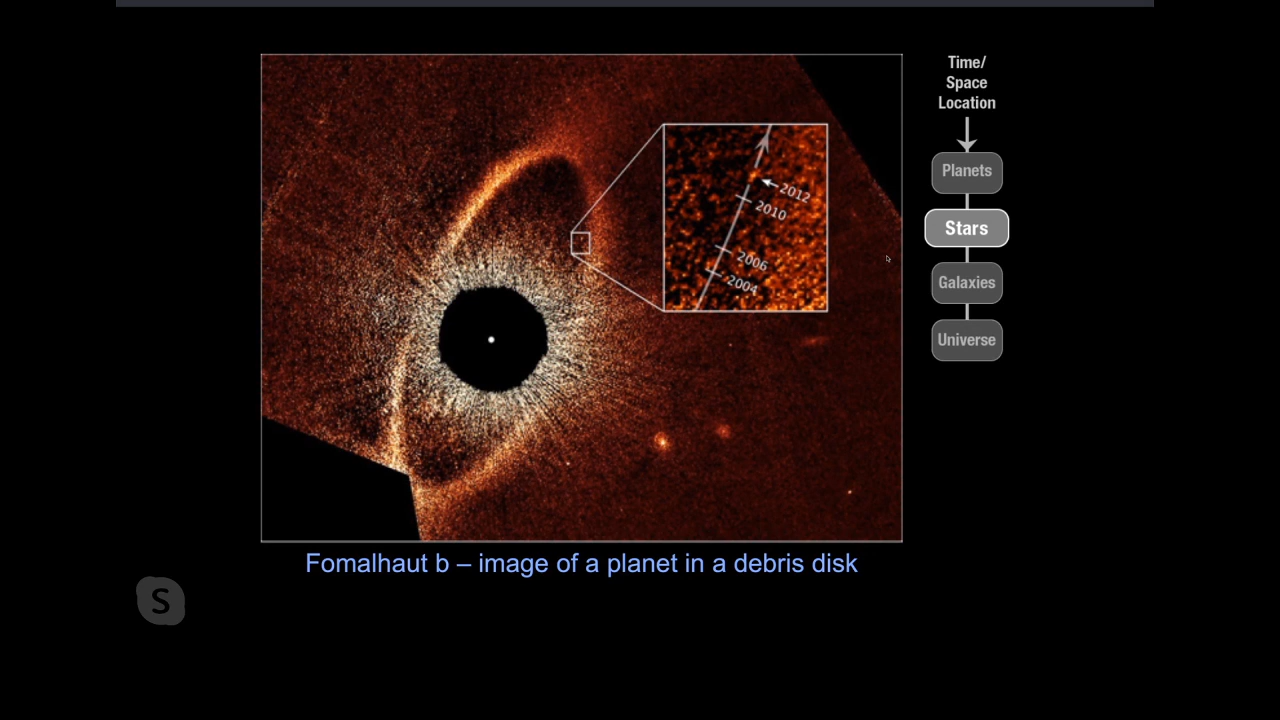 Time/
Space
Location
Planets
Stars
Galaxies
Universe
2012
2010
2006
2004
Fomalhaut b – image of a planet in a debris disk
S